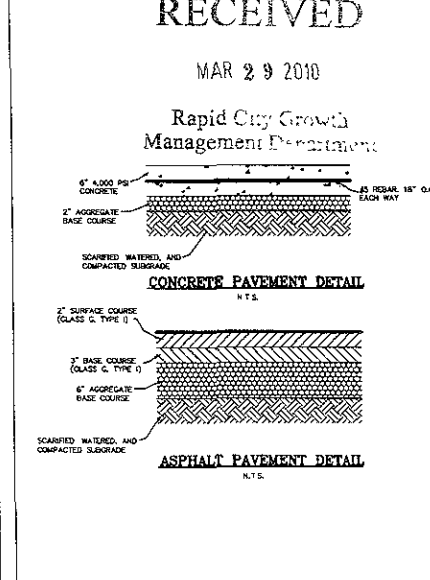 RECEIVED
MAR 29 2010
Rapid City Growth
Management Department
6" 4,000 PSI
CONCRETE
#5 REBAR, 18" O.C.
EACH WAY
2" AGGREGATE
BASE COURSE
SCARIFIED WATERED, AND
COMPACTED SUBGRADE
CONCRETE PAVEMENT DETAIL
N.T.S.
2" SURFACE COURSE
(CLASS G, TYPE I)
3" BASE COURSE
(CLASS G, TYPE I)
6" AGGREGATE
BASE COURSE
SCARIFIED WATERED, AND
COMPACTED SUBGRADE
ASPHALT PAVEMENT DETAIL
N.T.S.